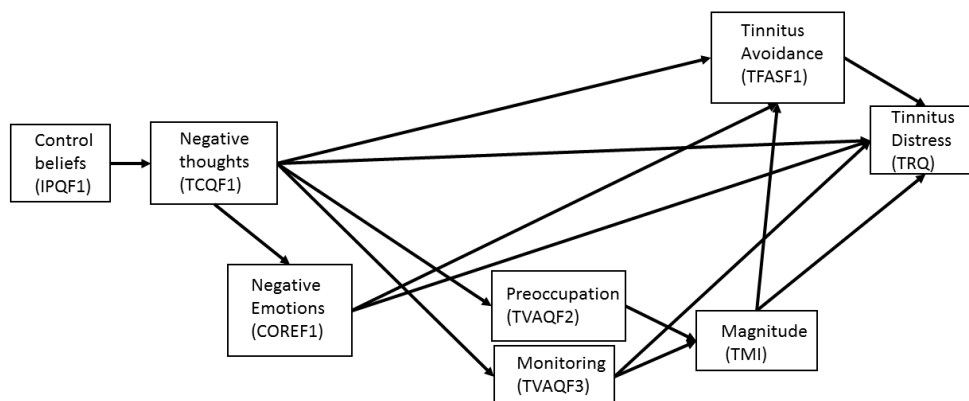 Tinnitus
Avoidance
(TFASF1)
Tinnitus
Distress
(TRQ)
Control
beliefs
(IPQF1)
Negative
thoughts
(TCQF1)
Negative
Emotions
(COREF1)
Preoccupation
(TVAQF2)
Monitoring
(TVAQF3)
Magnitude
(TMI)